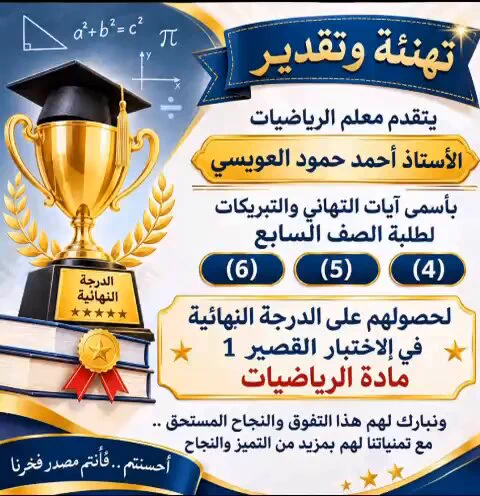 a²+b²=c²
π
y
x
÷
تهنئة وتقدير
يتقدم معلم الرياضيات
الأستاذ أحمد حمود العويسي
بأسمى آيات التهاني والتبريكات
لطلبة الصف السابع
(4) (5) (6)
الدرجة
النهائية
لحصولهم على الدرجة النهائية
في الاختبار القصير 1
مادة الرياضيات
ونبارك لهم هذا التفوق والنجاح المستحق ..
مع تمنياتنا لهم بمزيد من التميز والنجاح
أحسنتم .. فأنتم مصدر فخرنا